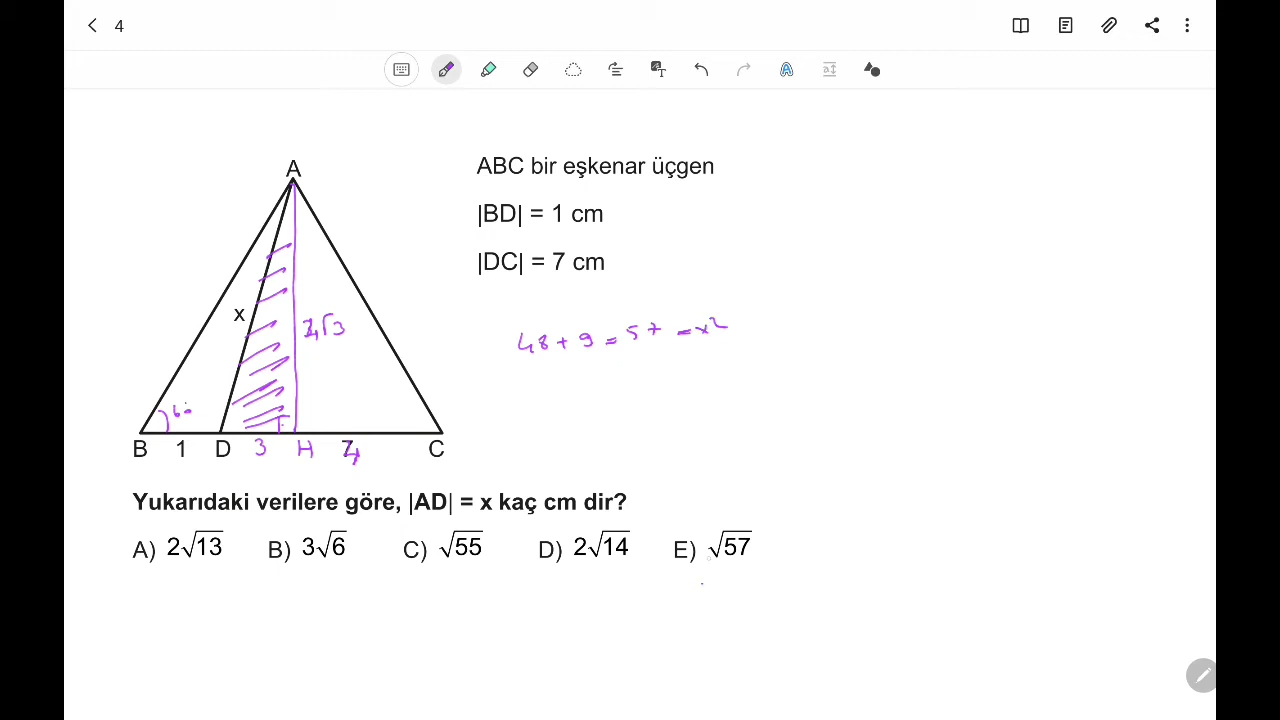 4
A
ABC bir eşkenar üçgen
|BD| = 1 cm
|DC| = 7 cm
x
4√3
48 + 9 = 57 = x²
60
B 1 D 3 H 4 C
Yukarıdaki verilere göre, |AD| = x kaç cm dir?
A) 2√13 B) 3√6 C) √55 D) 2√14 E) √57